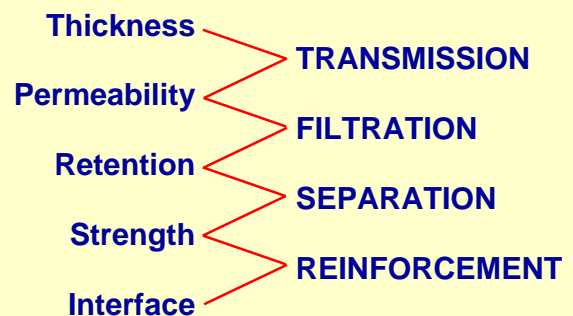 Thickness
TRANSMISSION
Permeability
FILTRATION
Retention
SEPARATION
Strength
REINFORCEMENT
Interface